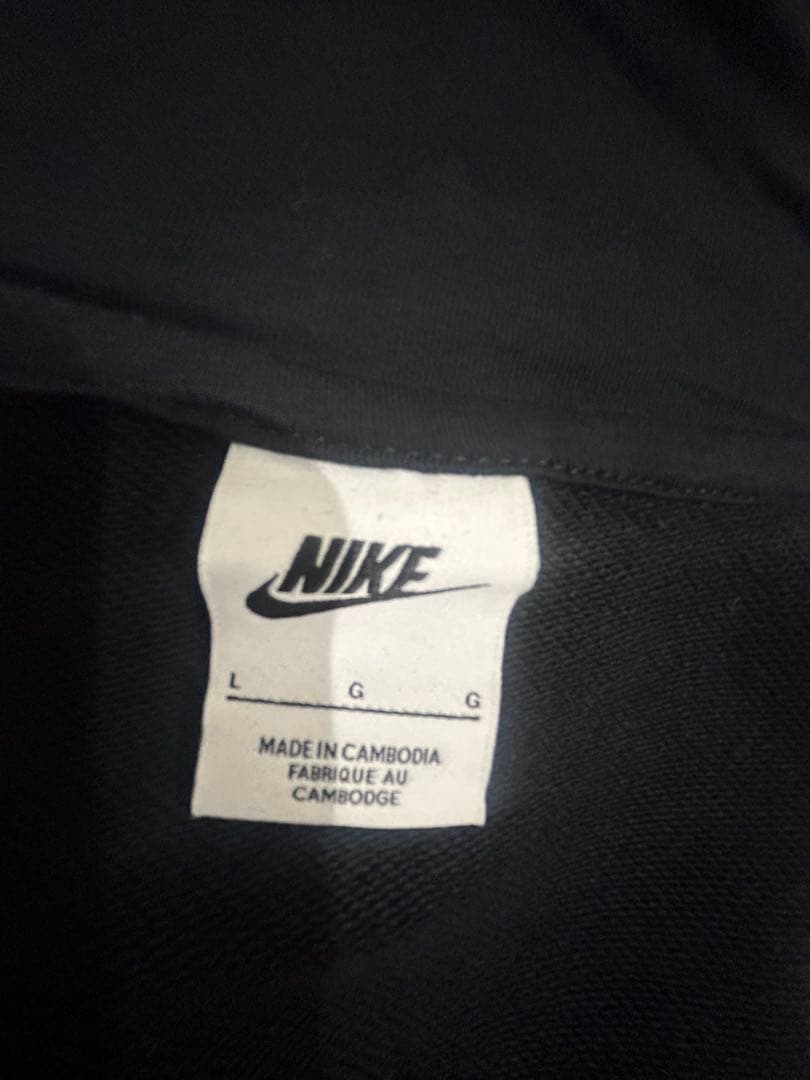 NIKE
L G G
MADE IN CAMBODIA
FABRIQUE AU
CAMBODGE